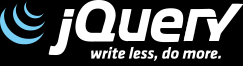 jQuery
write less, do more.